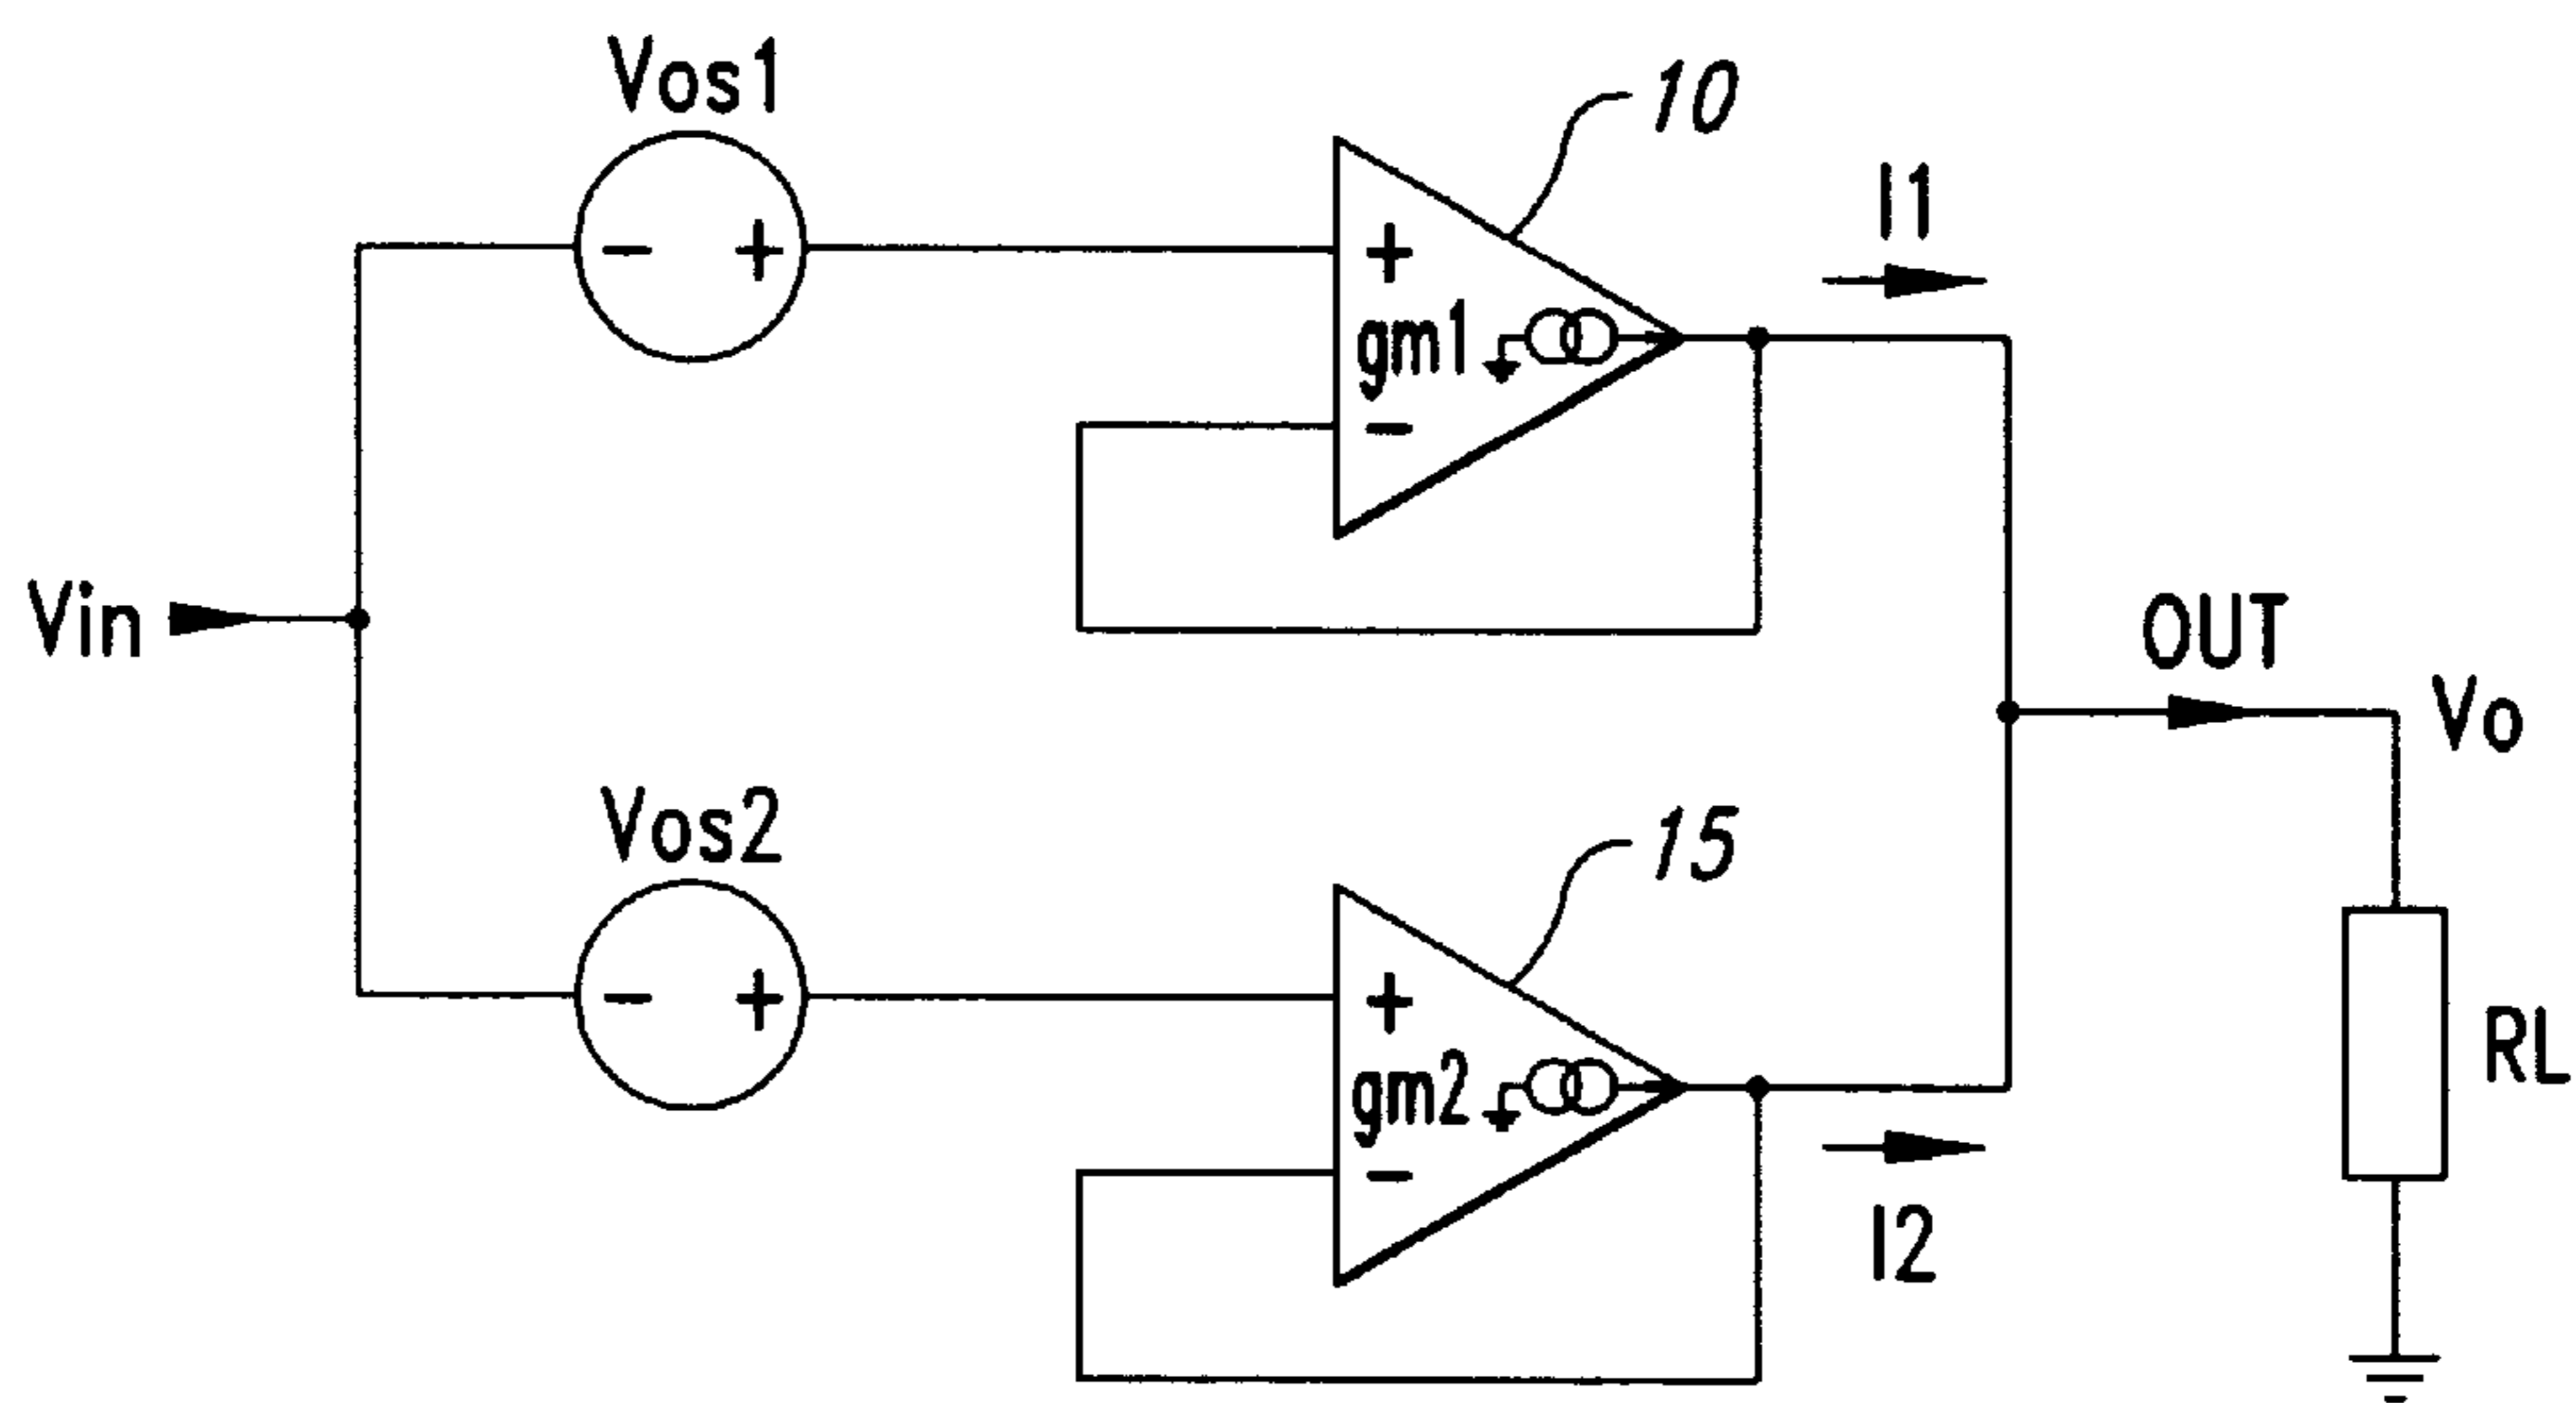 Vos1
10
I1
+
-
+
gm1
-
Vin
OUT
Vo
Vos2
15
-
+
+
gm2
-
RL
I2